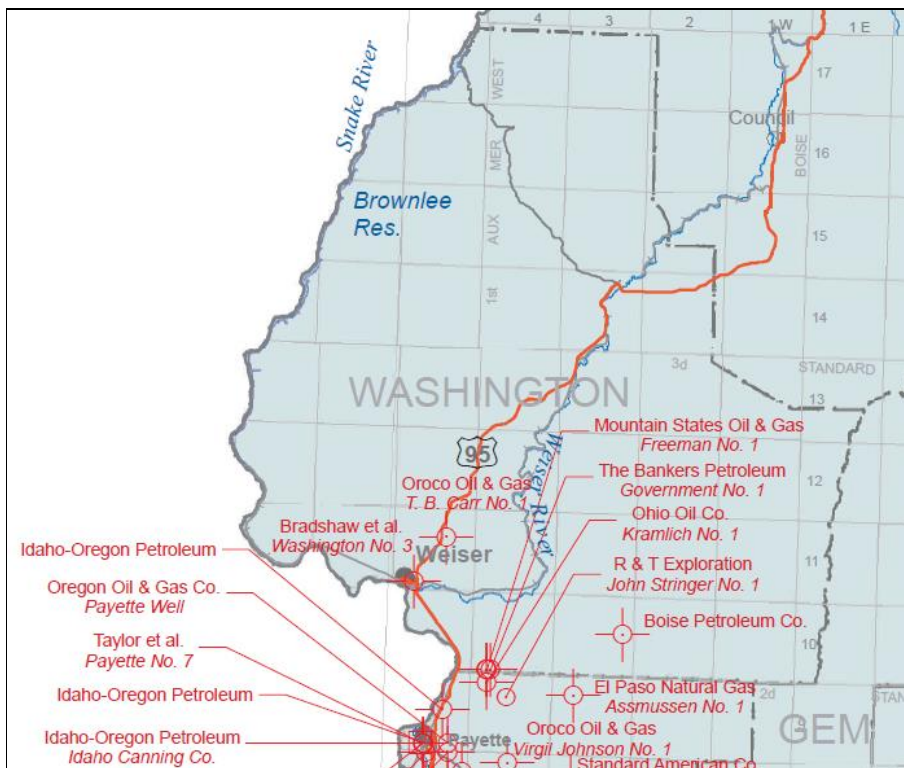 4 3 2 1 W 1 E
17
WEST
Snake River
Council
MER
BOISE
16
Brownlee
Res.
AUX
15
1st
14
3d
STANDARD
WASHINGTON
13
Mountain States Oil & Gas
Freeman No. 1
95
Weiser River
The Bankers Petroleum
Government No. 1
12
Oroco Oil & Gas
T. B. Carr No. 1
Ohio Oil Co.
Kramlich No. 1
Bradshaw et al.
Washington No. 3
Weiser
Idaho-Oregon Petroleum
R & T Exploration
John Stringer No. 1
11
Oregon Oil & Gas Co.
Payette Well
Boise Petroleum Co.
10
Taylor et al.
Payette No. 7
Idaho-Oregon Petroleum
El Paso Natural Gas
Assmussen No. 1
2d
STAN
GEM
9
Idaho-Oregon Petroleum
Idaho Canning Co.
Payette
Oroco Oil & Gas
Virgil Johnson No. 1
Standard American Co.